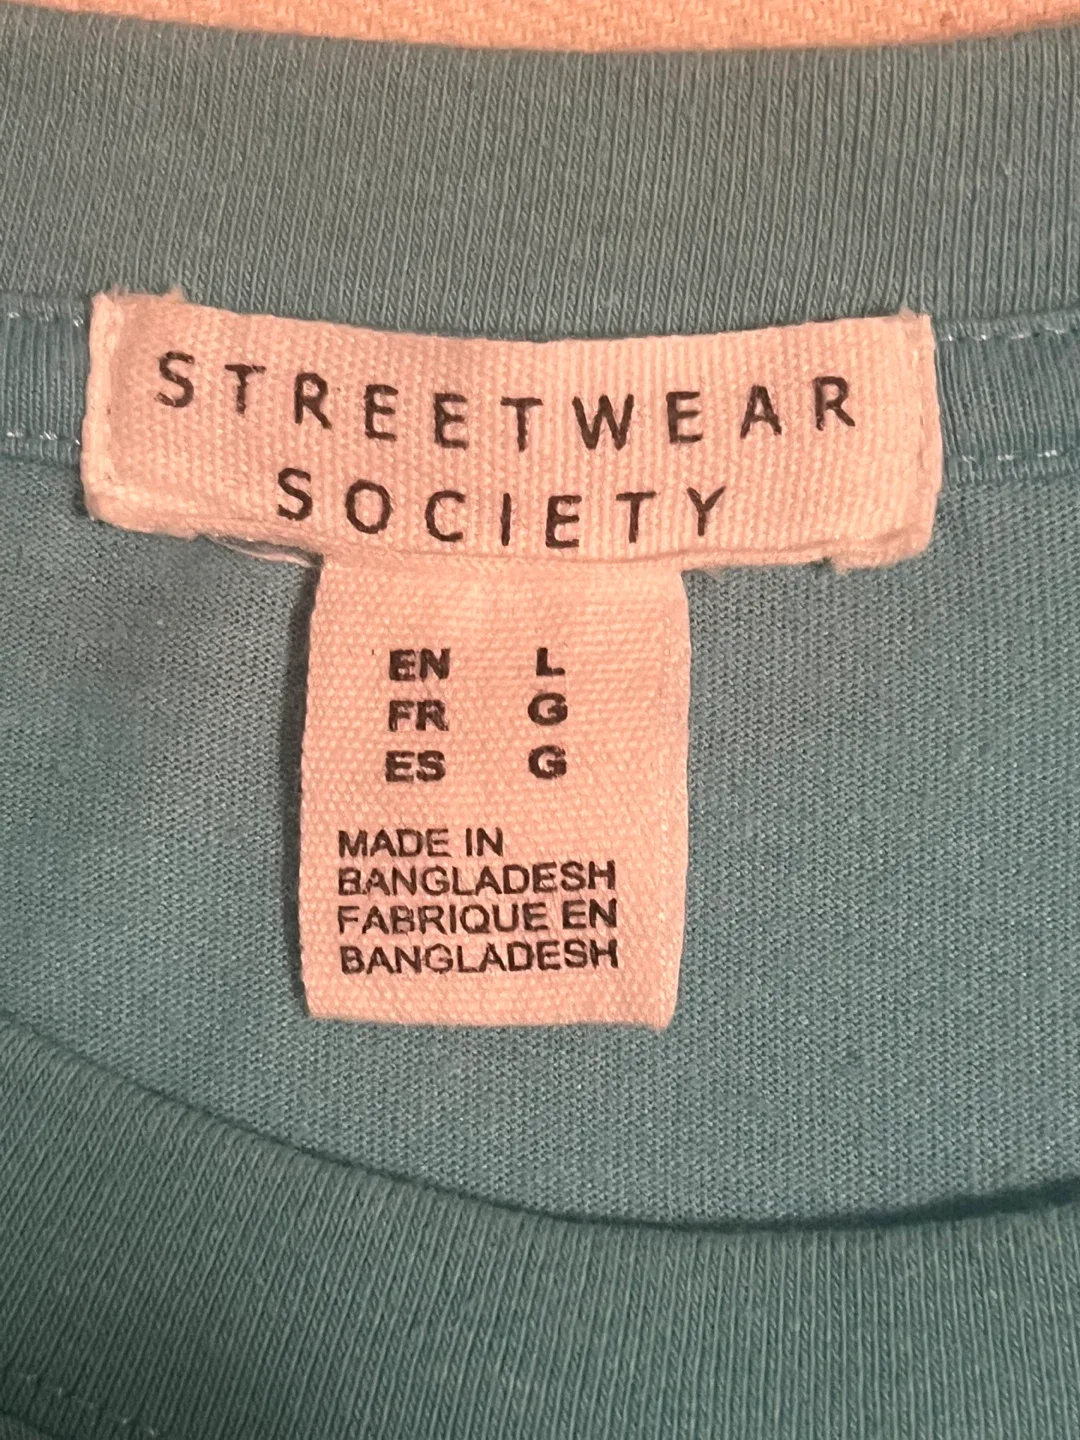 STREETWEAR
SOCIETY
EN L
FR G
ES G
MADE IN
BANGLADESH
FABRIQUE EN
BANGLADESH